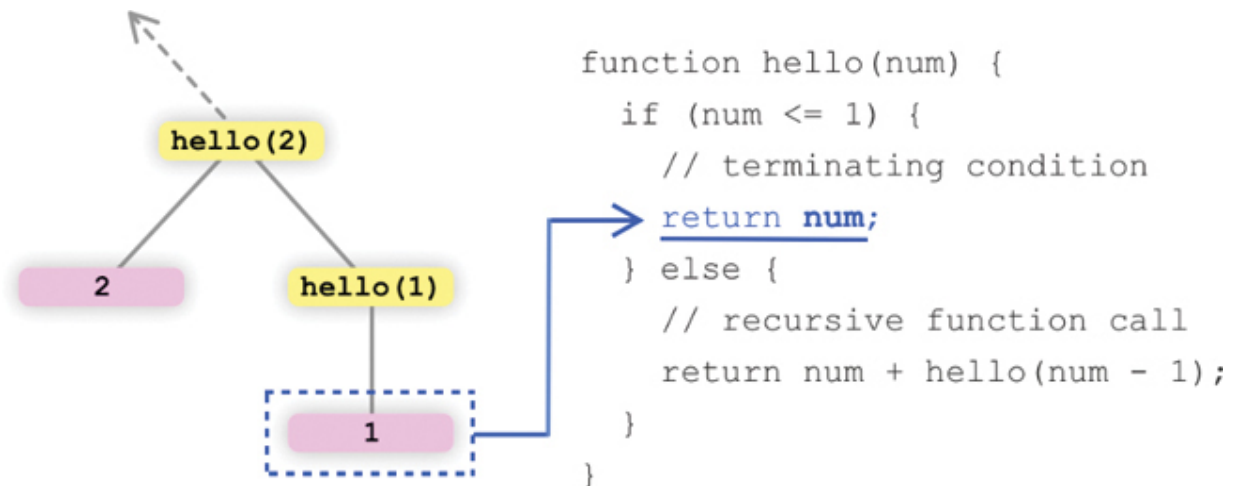 hello(2)
2
hello(1)
1
function hello(num) {
if (num <= 1) {
// terminating condition
return num;
} else {
// recursive function call
return num + hello(num - 1);
}
}